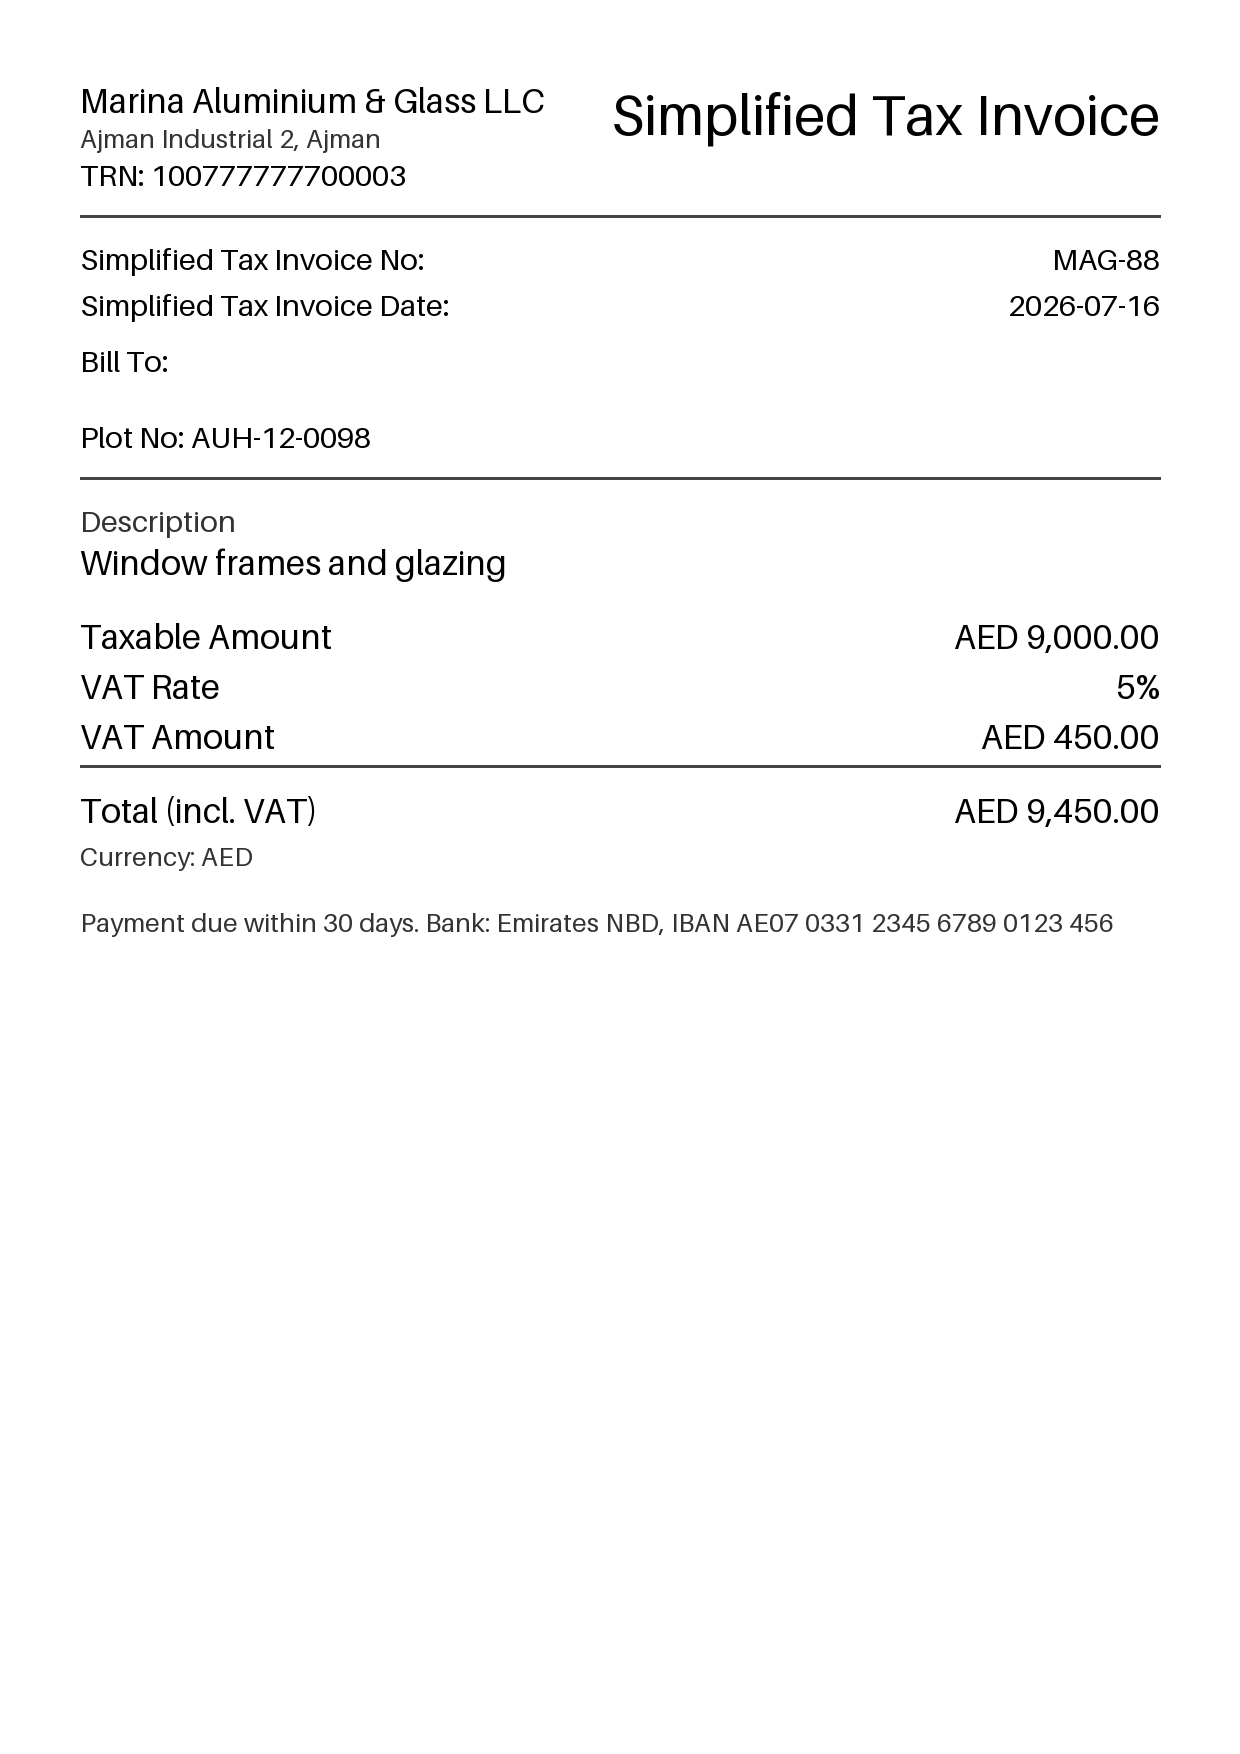 Marina Aluminium & Glass LLC
Simplified Tax Invoice
Ajman Industrial 2, Ajman
TRN: 100777777700003
Simplified Tax Invoice No: MAG-88
Simplified Tax Invoice Date: 2026-07-16
Bill To:
Plot No: AUH-12-0098
Description
Window frames and glazing
Taxable Amount AED 9,000.00
VAT Rate 5%
VAT Amount AED 450.00
Total (incl. VAT) AED 9,450.00
Currency: AED
Payment due within 30 days. Bank: Emirates NBD, IBAN AE07 0331 2345 6789 0123 456